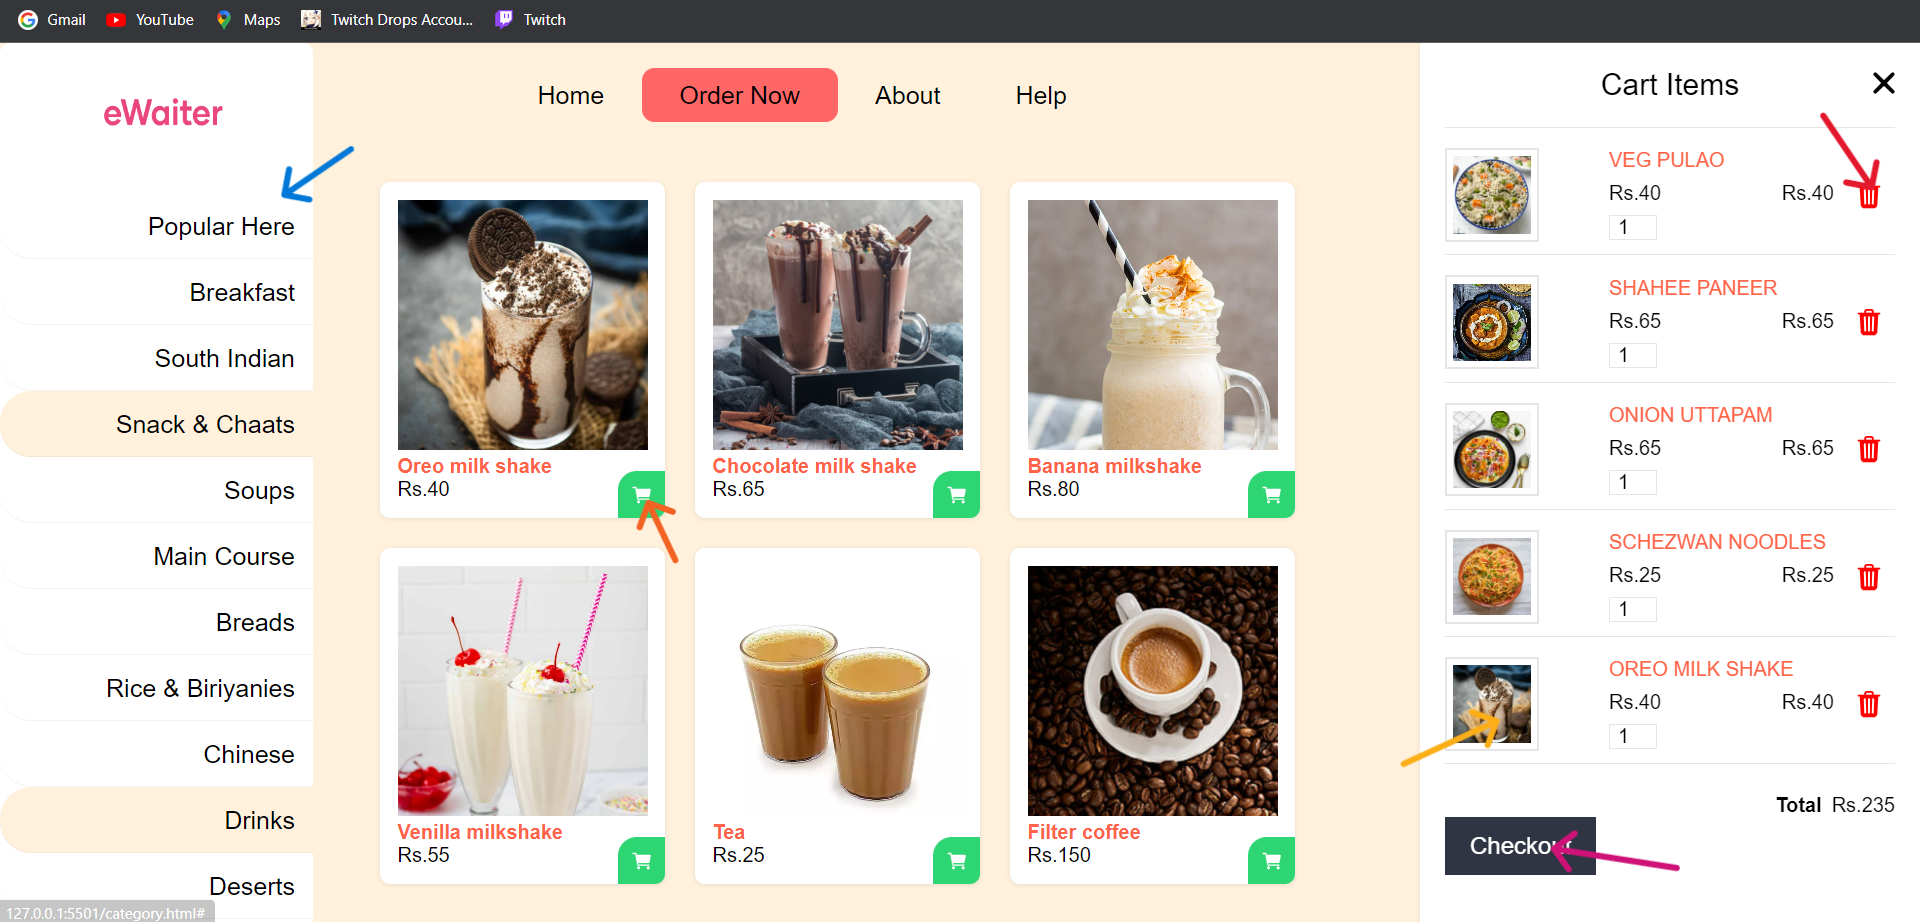 Gmail
YouTube
Maps
Twitch Drops Accou...
Twitch
eWaiter
Popular Here
Breakfast
South Indian
Snack & Chaats
Soups
Main Course
Breads
Rice & Biriyanies
Chinese
Drinks
Deserts
127.0.0.1:5501/category.html#
Home
Order Now
About
Help
Oreo milk shake
Rs.40
Chocolate milk shake
Rs.65
Banana milkshake
Rs.80
Venilla milkshake
Rs.55
Tea
Rs.25
Filter coffee
Rs.150
Cart Items
VEG PULAO
Rs.40 Rs.40
1
SHAHEE PANEER
Rs.65 Rs.65
1
ONION UTTAPAM
Rs.65 Rs.65
1
SCHEZWAN NOODLES
Rs.25 Rs.25
1
OREO MILK SHAKE
Rs.40 Rs.40
1
Total Rs.235
Checkout